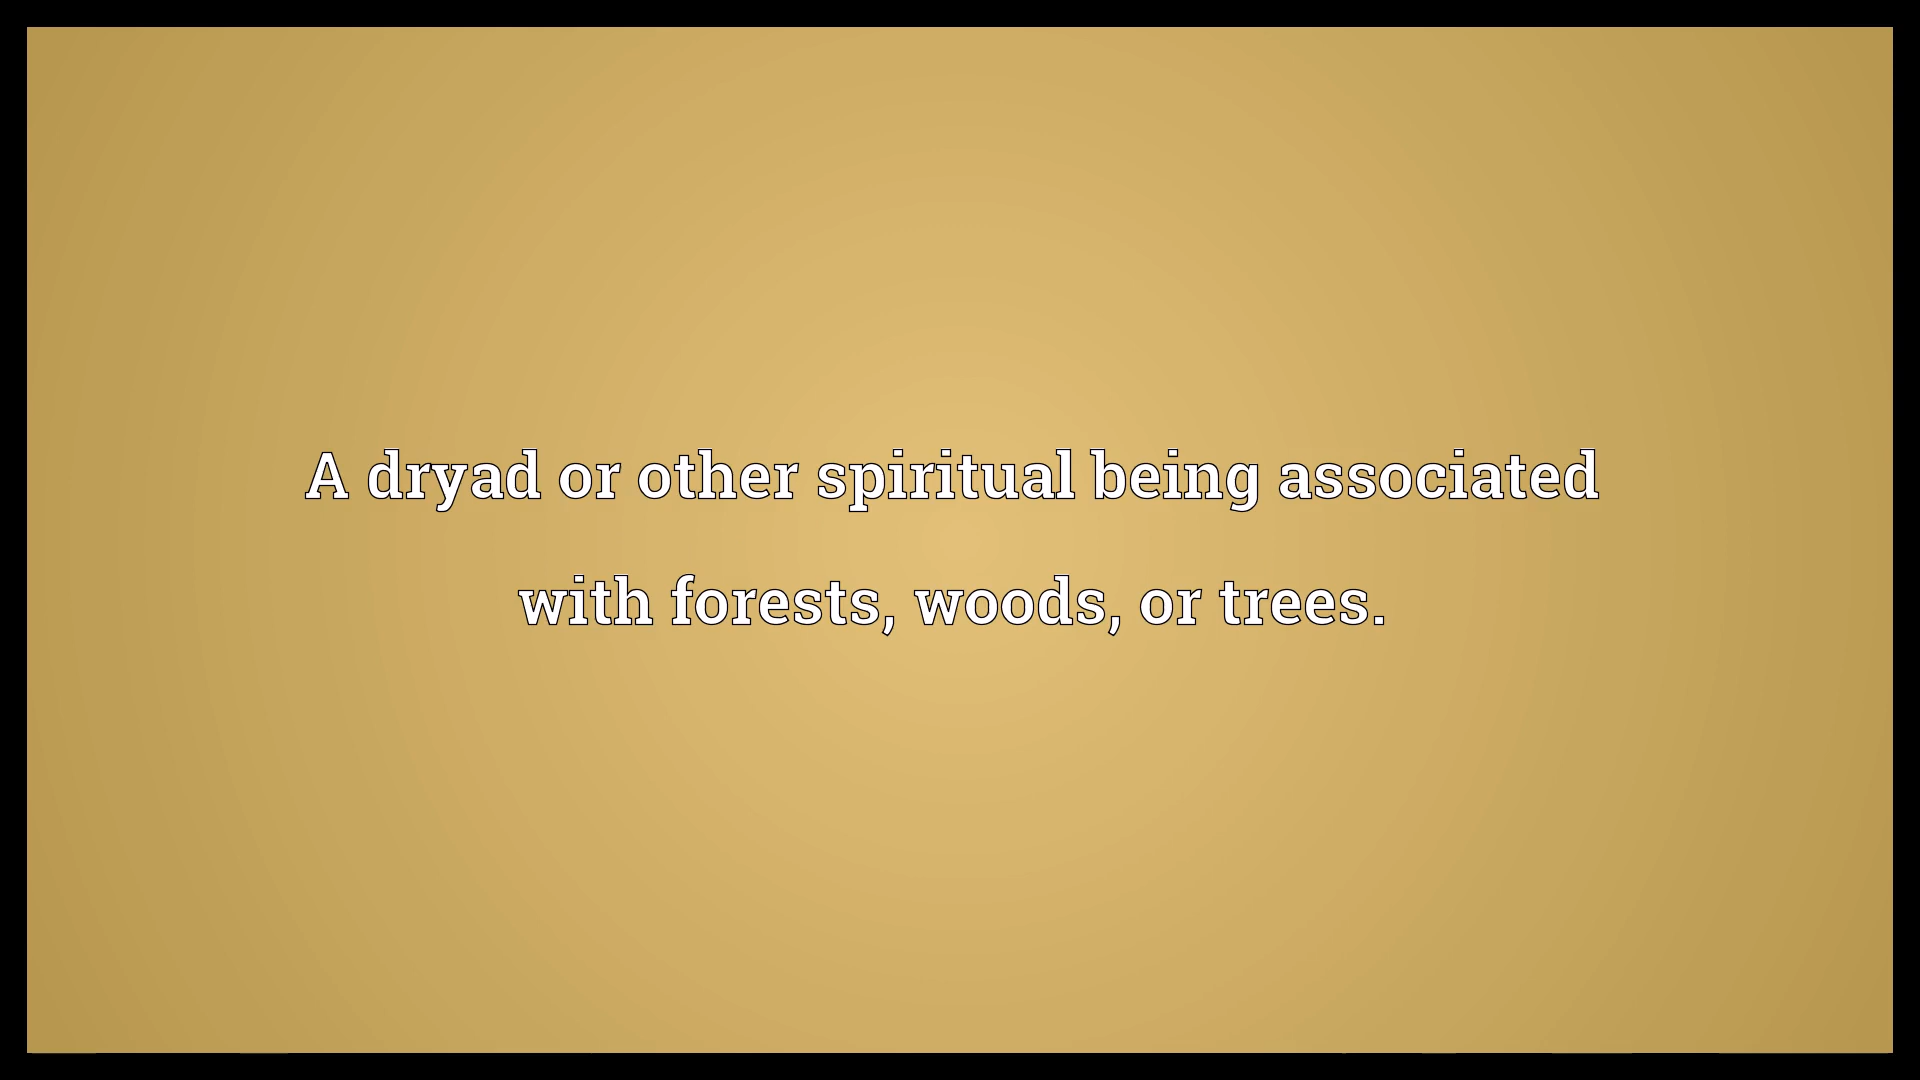 A dryad or other spiritual being associated
with forests, woods, or trees.